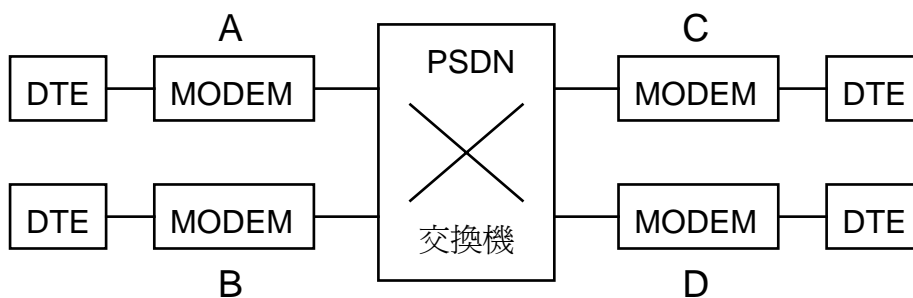 A
C
PSDN
DTE MODEM MODEM DTE
DTE MODEM 交換機 MODEM DTE
B
D